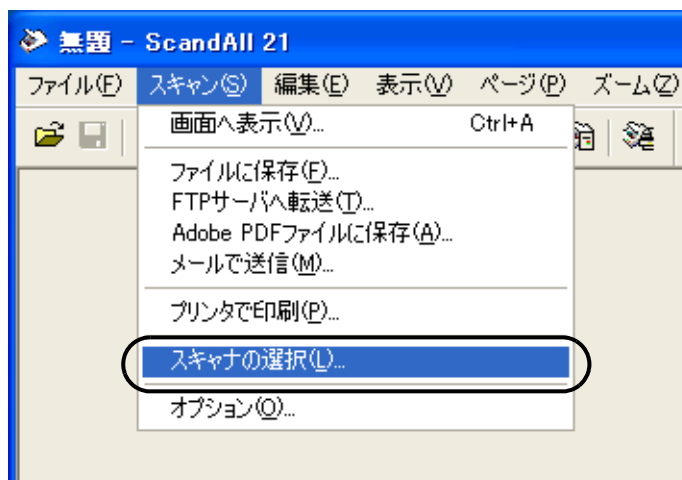 無題 - ScandAll 21
ファイル(F) スキャン(S) 編集(E) 表示(V) ページ(P) ズーム(Z)
画面へ表示(V)... Ctrl+A
ファイルに保存(F)...
FTPサーバへ転送(T)...
Adobe PDFファイルに保存(A)...
メールで送信(M)...
プリンタで印刷(P)...
スキャナの選択(L)...
オプション(O)...